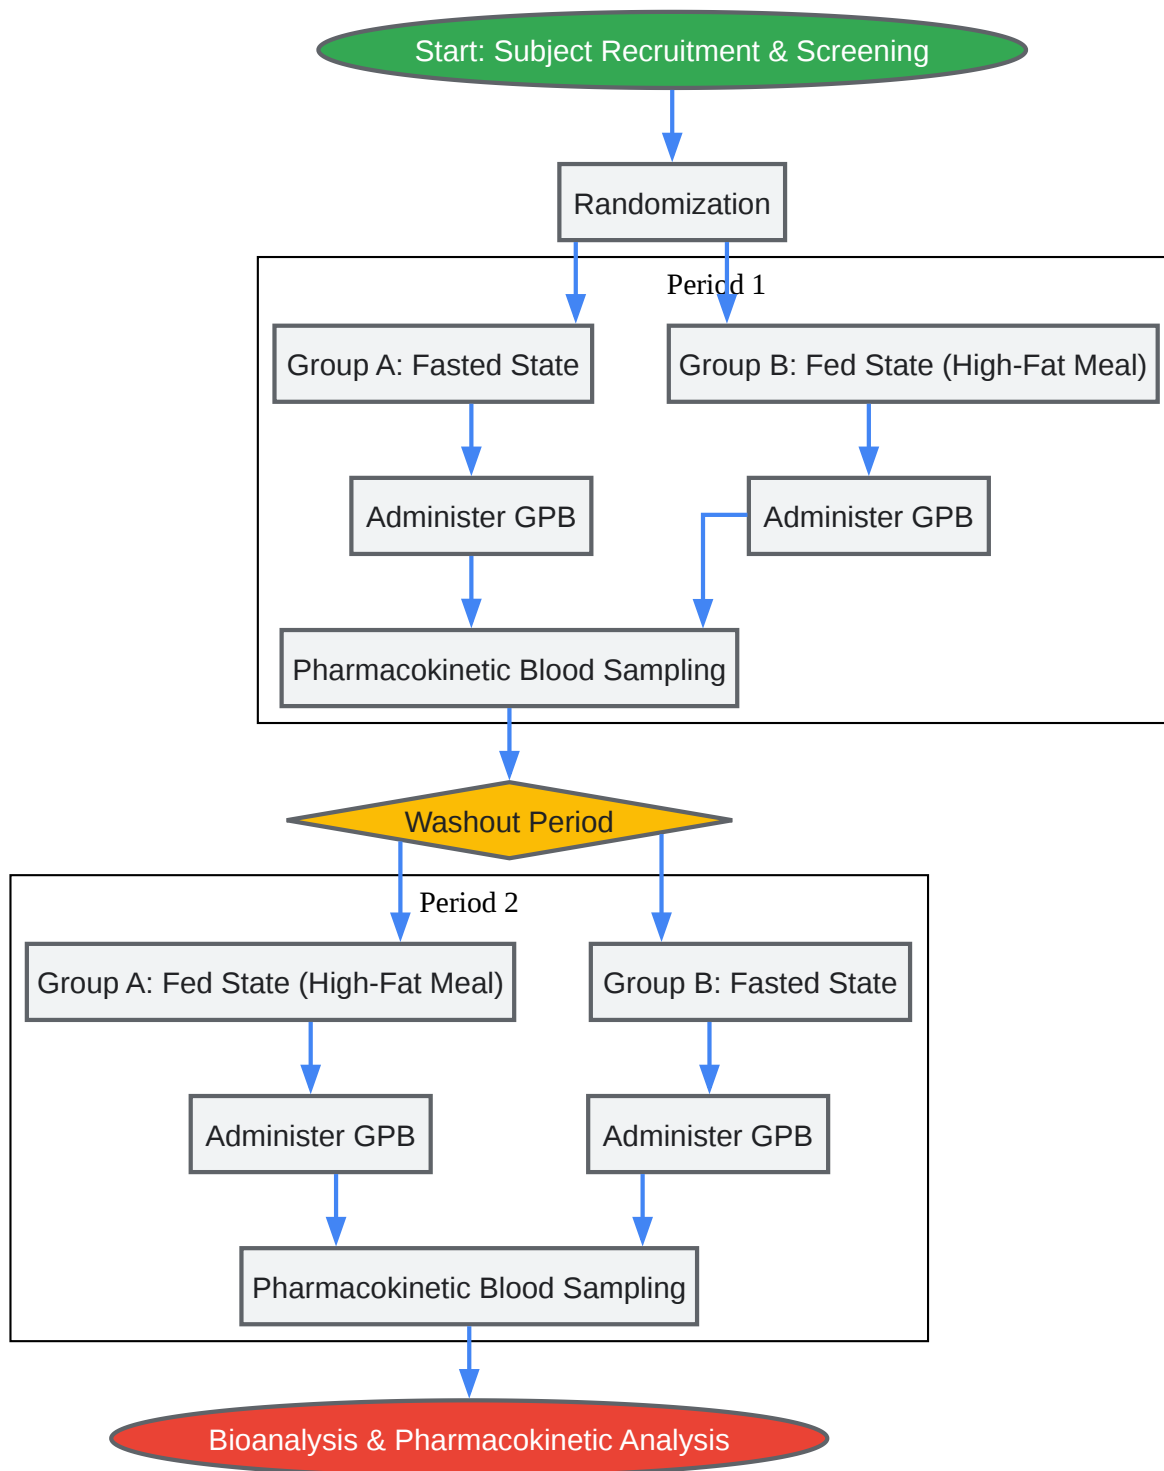 Start: Subject Recruitment & Screening
Randomization
Period 1
Group A: Fasted State
Group B: Fed State (High-Fat Meal)
Administer GPB
Administer GPB
Pharmacokinetic Blood Sampling
Washout Period
Period 2
Group A: Fed State (High-Fat Meal)
Group B: Fasted State
Administer GPB
Administer GPB
Pharmacokinetic Blood Sampling
Bioanalysis & Pharmacokinetic Analysis